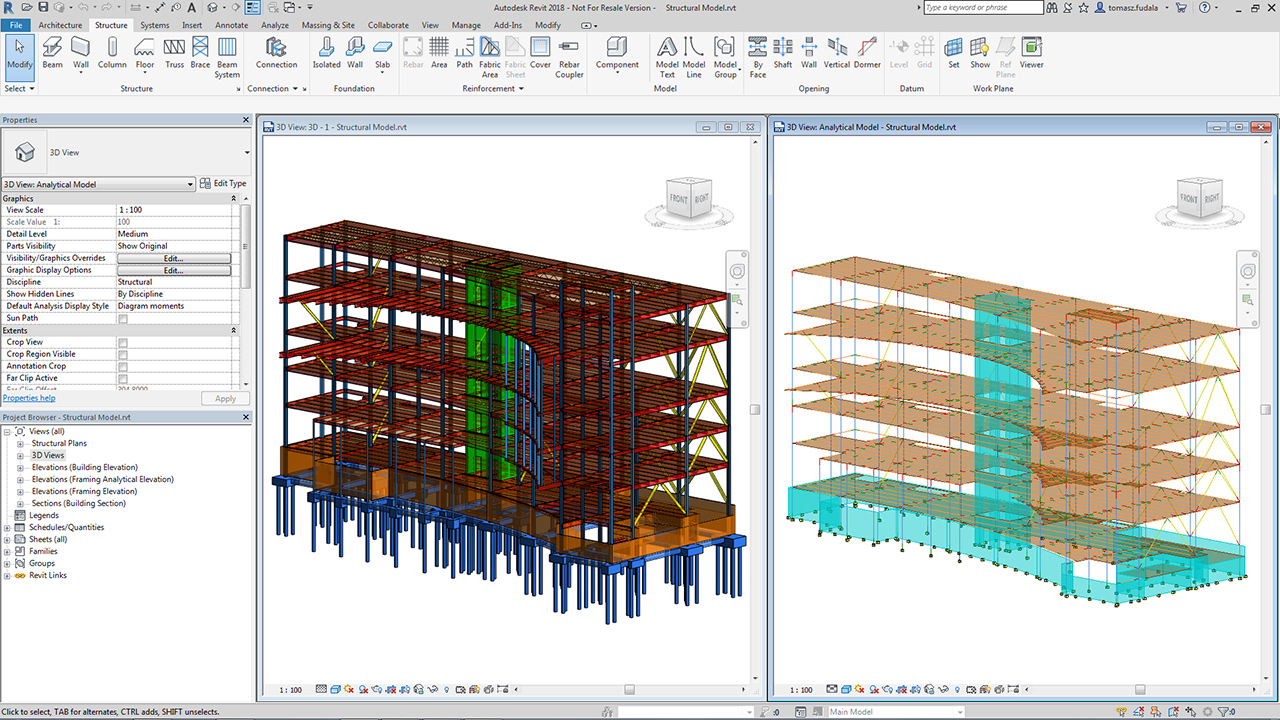 Autodesk Revit 2018 - Not For Resale Version - Structural Model.rvt
Type a keyword or phrase
tomasz.fudala
File Architecture Structure Systems Insert Annotate Analyze Massing & Site Collaborate View Manage Add-Ins Modify
Modify Beam Wall Column Floor Truss Brace Beam System Connection Isolated Wall Slab Rebar Area Path Fabric Area Fabric Sheet Cover Rebar Coupler Component Model Text Model Line Model Group By Face Shaft Wall Vertical Dormer Level Grid Set Show Ref Plane Viewer
Select Structure Connection Foundation Reinforcement Model Opening Datum Work Plane
Properties
3D View
3D View: Analytical Model Edit Type
Graphics
View Scale 1 : 100
Scale Value 1: 100
Detail Level Medium
Parts Visibility Show Original
Visibility/Graphics Overrides Edit...
Graphic Display Options Edit...
Discipline Structural
Show Hidden Lines By Discipline
Default Analysis Display Style Diagram moments
Sun Path
Extents
Crop View
Crop Region Visible
Annotation Crop
Far Clip Active
Far Clip Offset 304.8000
Properties help Apply
Project Browser - Structural Model.rvt
Views (all)
Structural Plans
3D Views
Elevations (Building Elevation)
Elevations (Framing Analytical Elevation)
Elevations (Framing Elevation)
Sections (Building Section)
Legends
Schedules/Quantities
Sheets (all)
Families
Groups
Revit Links
3D View: 3D - 1 - Structural Model.rvt
FRONT RIGHT
1 : 100
3D View: Analytical Model - Structural Model.rvt
FRONT RIGHT
1 : 100
Click to select, TAB for alternates, CTRL adds, SHIFT unselects.
:0
Main Model
:0